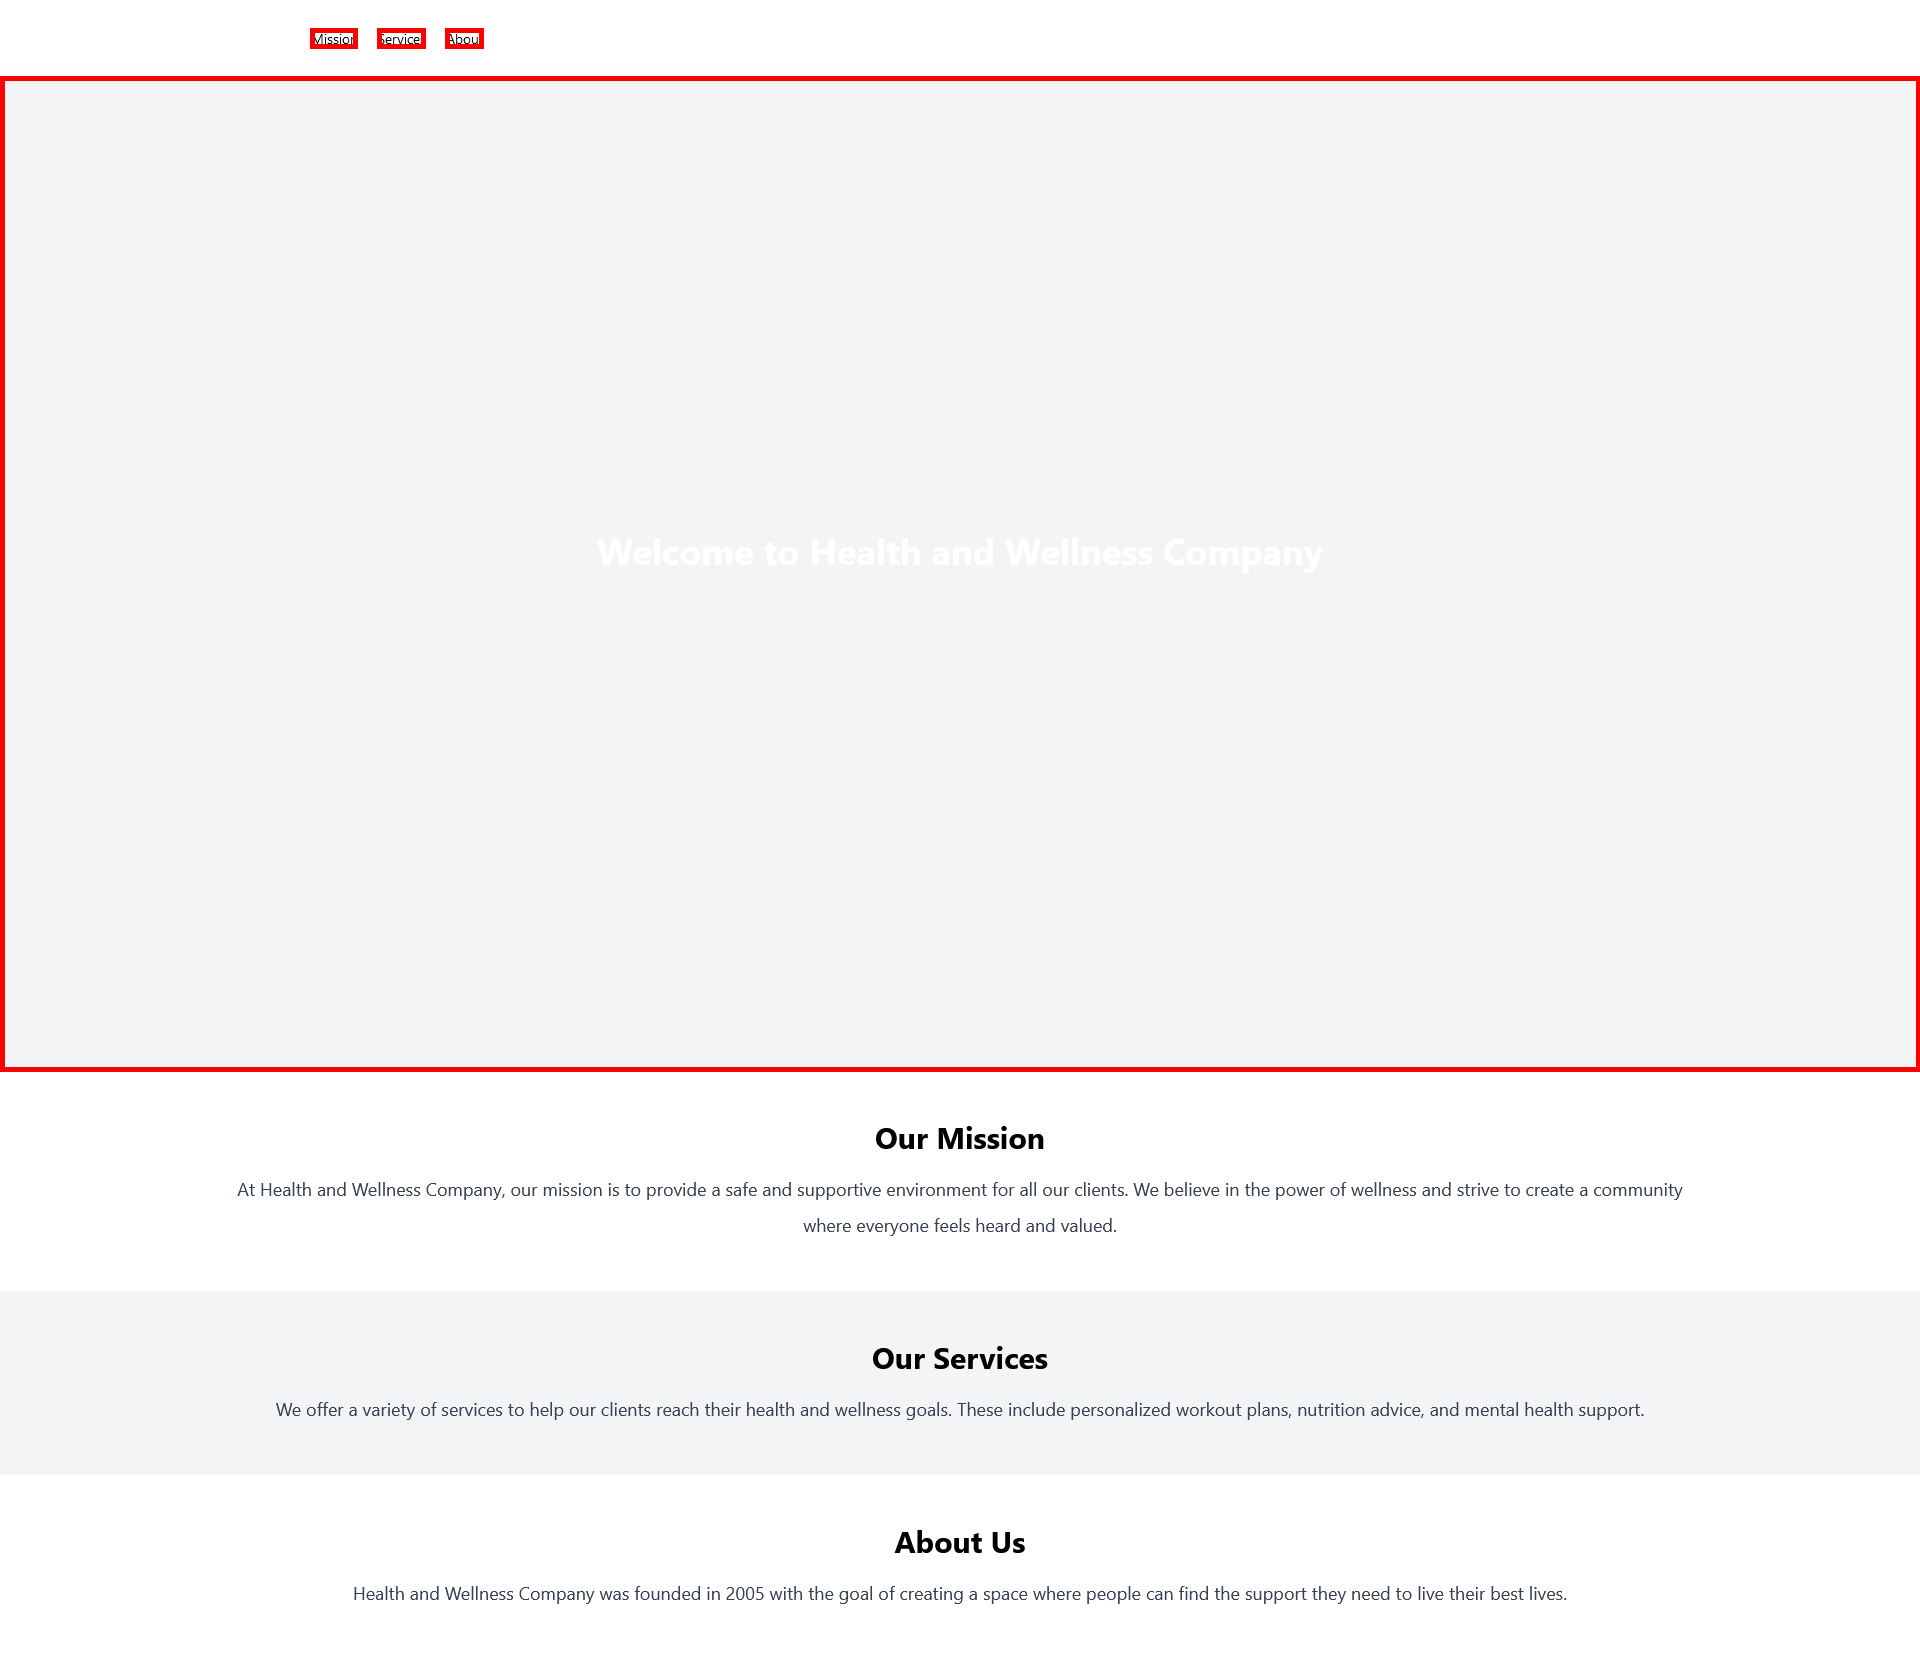 Mission Services About
Welcome to Health and Wellness Company
Our Mission
At Health and Wellness Company, our mission is to provide a safe and supportive environment for all our clients. We believe in the power of wellness and strive to create a community
where everyone feels heard and valued.
Our Services
We offer a variety of services to help our clients reach their health and wellness goals. These include personalized workout plans, nutrition advice, and mental health support.
About Us
Health and Wellness Company was founded in 2005 with the goal of creating a space where people can find the support they need to live their best lives.